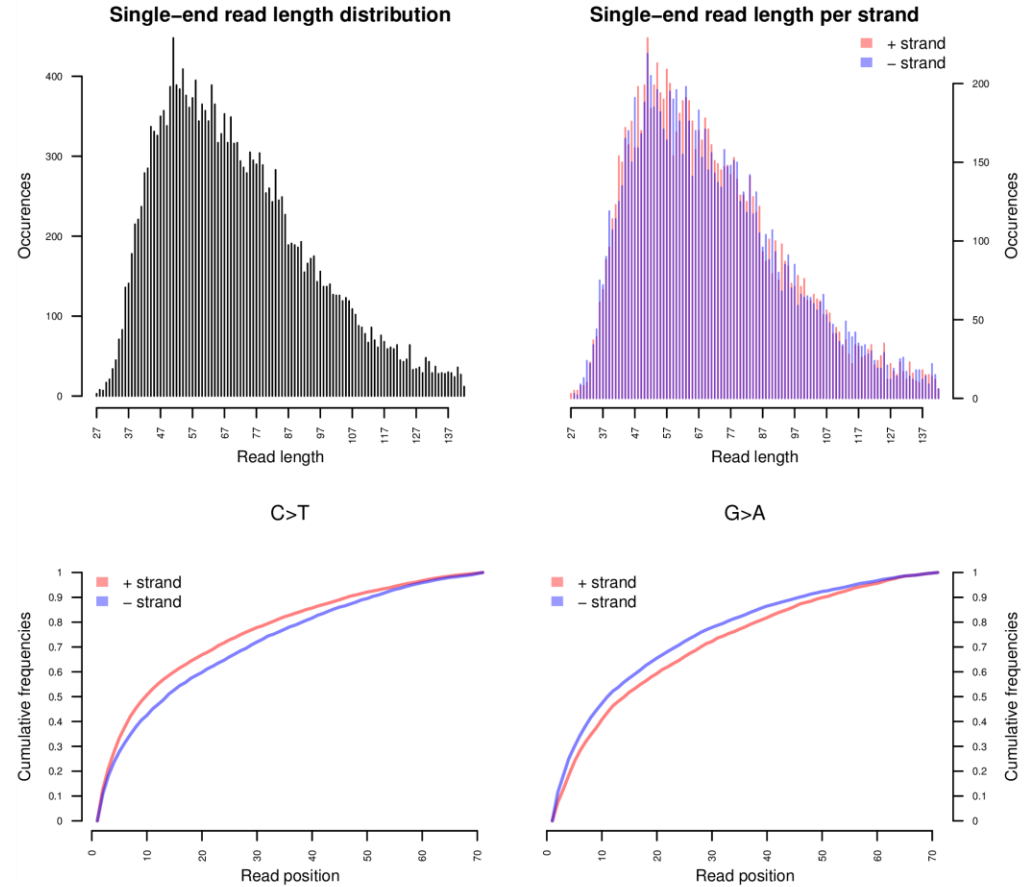 Single−end read length distribution
Occurences
400
300
200
100
0
27 37 47 57 67 77 87 97 107 117 127 137
Read length
Single−end read length per strand
+ strand
− strand
200
150
100
50
0
Occurences
27 37 47 57 67 77 87 97 107 117 127 137
Read length
C>T
+ strand
− strand
Cumulative frequencies
1
0.9
0.8
0.7
0.6
0.5
0.4
0.3
0.2
0.1
0
0 10 20 30 40 50 60 70
Read position
G>A
+ strand
− strand
1
0.9
0.8
0.7
0.6
0.5
0.4
0.3
0.2
0.1
0
Cumulative frequencies
0 10 20 30 40 50 60 70
Read position